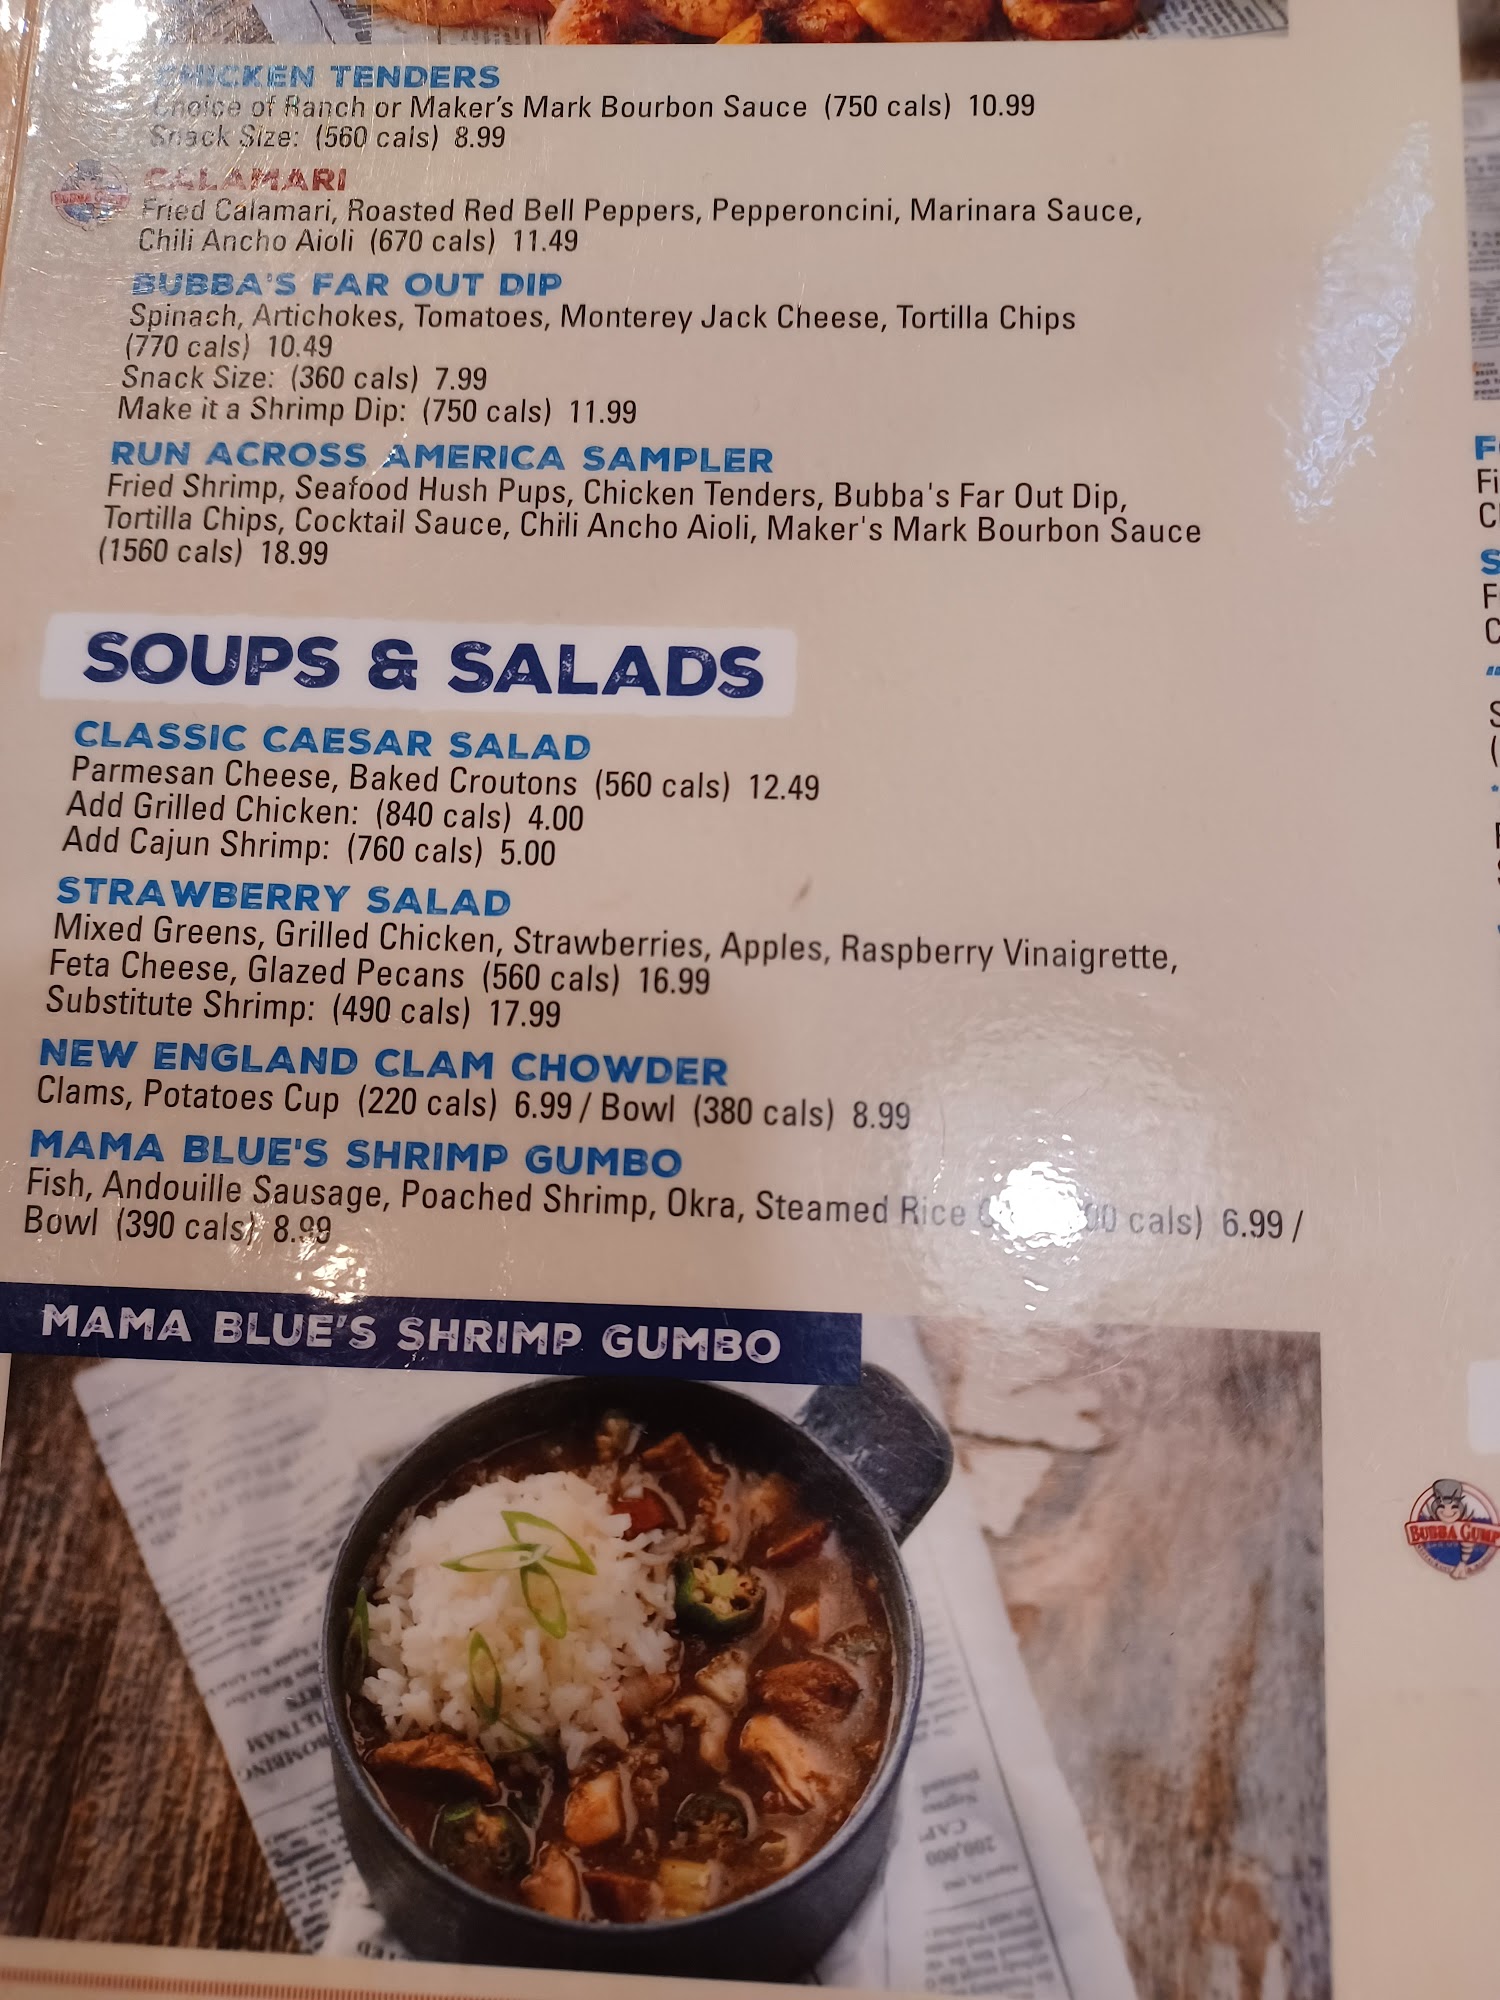 CHICKEN TENDERS
Choice of Ranch or Maker's Mark Bourbon Sauce (750 cals) 10.99
Snack Size: (560 cals) 8.99
CALAMARI
Fried Calamari, Roasted Red Bell Peppers, Pepperoncini, Marinara Sauce,
Chili Ancho Aioli (670 cals) 11.49
BUBBA'S FAR OUT DIP
Spinach, Artichokes, Tomatoes, Monterey Jack Cheese, Tortilla Chips
(770 cals) 10.49
Snack Size: (360 cals) 7.99
Make it a Shrimp Dip: (750 cals) 11.99
RUN ACROSS AMERICA SAMPLER
Fried Shrimp, Seafood Hush Pups, Chicken Tenders, Bubba's Far Out Dip,
Tortilla Chips, Cocktail Sauce, Chili Ancho Aioli, Maker's Mark Bourbon Sauce
(1560 cals) 18.99
SOUPS & SALADS
CLASSIC CAESAR SALAD
Parmesan Cheese, Baked Croutons (560 cals) 12.49
Add Grilled Chicken: (840 cals) 4.00
Add Cajun Shrimp: (760 cals) 5.00
STRAWBERRY SALAD
Mixed Greens, Grilled Chicken, Strawberries, Apples, Raspberry Vinaigrette,
Feta Cheese, Glazed Pecans (560 cals) 16.99
Substitute Shrimp: (490 cals) 17.99
NEW ENGLAND CLAM CHOWDER
Clams, Potatoes Cup (220 cals) 6.99 / Bowl (380 cals) 8.99
MAMA BLUE'S SHRIMP GUMBO
Fish, Andouille Sausage, Poached Shrimp, Okra, Steamed Rice cals) 6.99 /
Bowl (390 cals) 8.99
MAMA BLUE'S SHRIMP GUMBO
BUBBA GUMP